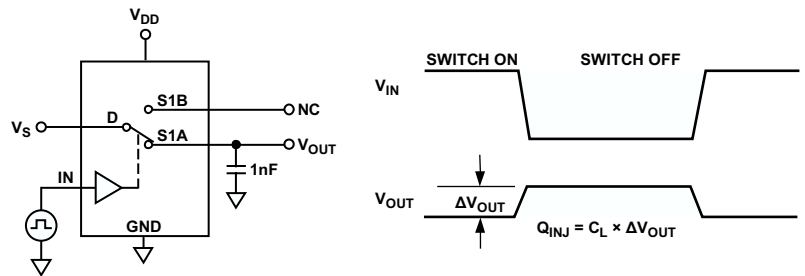 VDD
S1B
NC
VS
D
S1A
VOUT
IN
1nF
GND
SWITCH ON
SWITCH OFF
VIN
VOUT
ΔVOUT
QINJ = CL × ΔVOUT